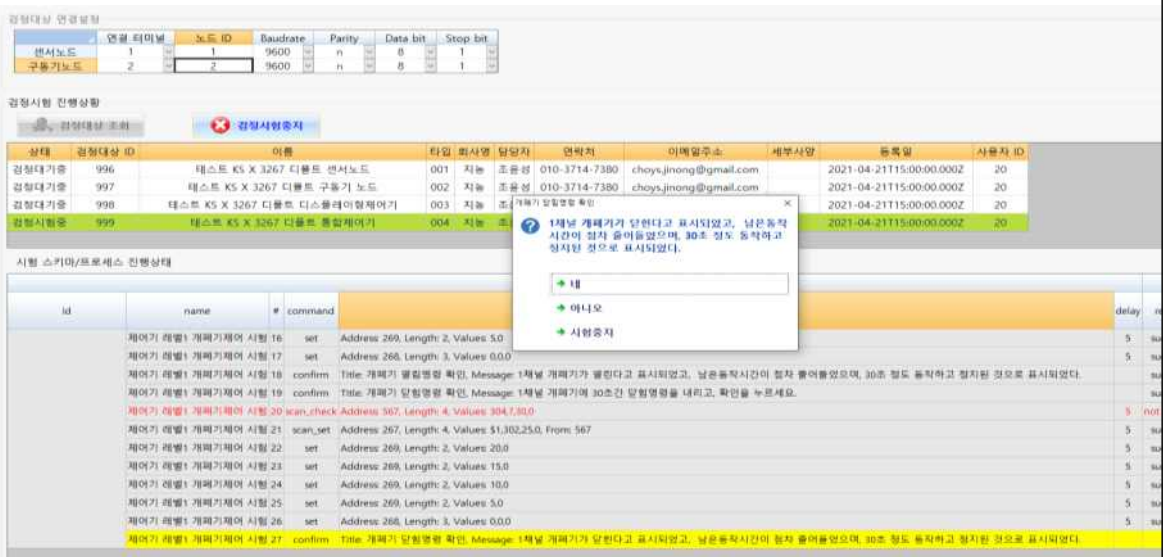 검정대상 연결설정
연결 터미널 노드 ID Baudrate Parity Data bit Stop bit
센서노드 1 1 9600 n 8 1
구동기노드 2 2 9600 n 8 1
검정시험 진행상황
검정대상 조회 검정시험중지
상태 검정대상 ID 이름 타입 회사명 담당자 연락처 이메일주소 세부사양 등록일 사용자 ID
검정대기중 996 테스트 KS X 3267 디폴트 센서노드 001 지농 조윤성 010-3714-7380 choys.jinong@gmail.com 2021-04-21T15:00:00.000Z 20
검정대기중 997 테스트 KS X 3267 디폴트 구동기 노드 002 지농 조윤성 010-3714-7380 choys.jinong@gmail.com 2021-04-21T15:00:00.000Z 20
검정대기중 998 테스트 KS X 3267 디폴트 디스플레이형제어기 003 지농 2021-04-21T15:00:00.000Z 20
검정시험중 999 테스트 KS X 3267 디폴트 통합제어기 004 지농 2021-04-21T15:00:00.000Z 20
개폐기 닫힘명령 확인
1채널 개폐기가 닫힌다고 표시되었고, 남은동작
시간이 점차 줄어들었으며, 30초 정도 동작하고
정지된 것으로 표시되었다.
네
아니오
시험중지
시험 스키마/프로세스 진행상태
id name # command delay
제어기 레벨1 개폐기제어 시험 16 set Address: 269, Length: 2, Values: 5,0 5
제어기 레벨1 개폐기제어 시험 17 set Address: 268, Length: 3, Values: 0,0,0 5
제어기 레벨1 개폐기제어 시험 18 confirm Title: 개폐기 열림명령 확인, Message: 1채널 개폐기가 열린다고 표시되었고, 남은동작시간이 점차 줄어들었으며, 30초 정도 동작하고 정지된 것으로 표시되었다.
제어기 레벨1 개폐기제어 시험 19 confirm Title: 개폐기 닫힘명령 확인, Message: 1채널 개폐기에 30초간 닫힘명령을 내리고, 확인을 누르세요.
제어기 레벨1 개폐기제어 시험 20 scan_check Address: 567, Length: 4, Values: 304,?,30,0 5 not
제어기 레벨1 개폐기제어 시험 21 scan_set Address: 267, Length: 4, Values: $1,302,25,0, From: 567 5
제어기 레벨1 개폐기제어 시험 22 set Address: 269, Length: 2, Values: 20,0 5
제어기 레벨1 개폐기제어 시험 23 set Address: 269, Length: 2, Values: 15,0 5
제어기 레벨1 개폐기제어 시험 24 set Address: 269, Length: 2, Values: 10,0 5
제어기 레벨1 개폐기제어 시험 25 set Address: 269, Length: 2, Values: 5,0 5
제어기 레벨1 개폐기제어 시험 26 set Address: 268, Length: 3, Values: 0,0,0 5
제어기 레벨1 개폐기제어 시험 27 confirm Title: 개폐기 닫힘명령 확인, Message: 1채널 개폐기가 닫힌다고 표시되었고, 남은동작시간이 점차 줄어들었으며, 30초 정도 동작하고 정지된 것으로 표시되었다.